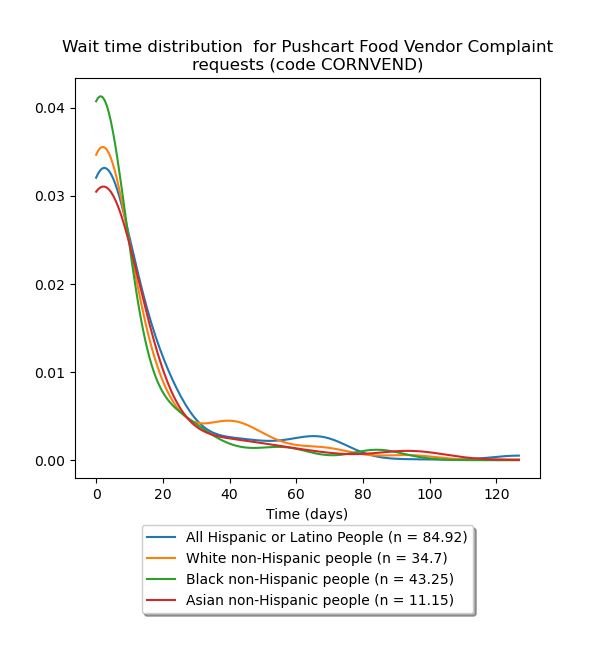 Wait time distribution  for Pushcart Food Vendor Complaint
requests (code CORNVEND)
0.04
0.03
0.02
0.01
0.00
0 20 40 60 80 100 120
Time (days)
All Hispanic or Latino People (n = 84.92)
White non-Hispanic people (n = 34.7)
Black non-Hispanic people (n = 43.25)
Asian non-Hispanic people (n = 11.15)